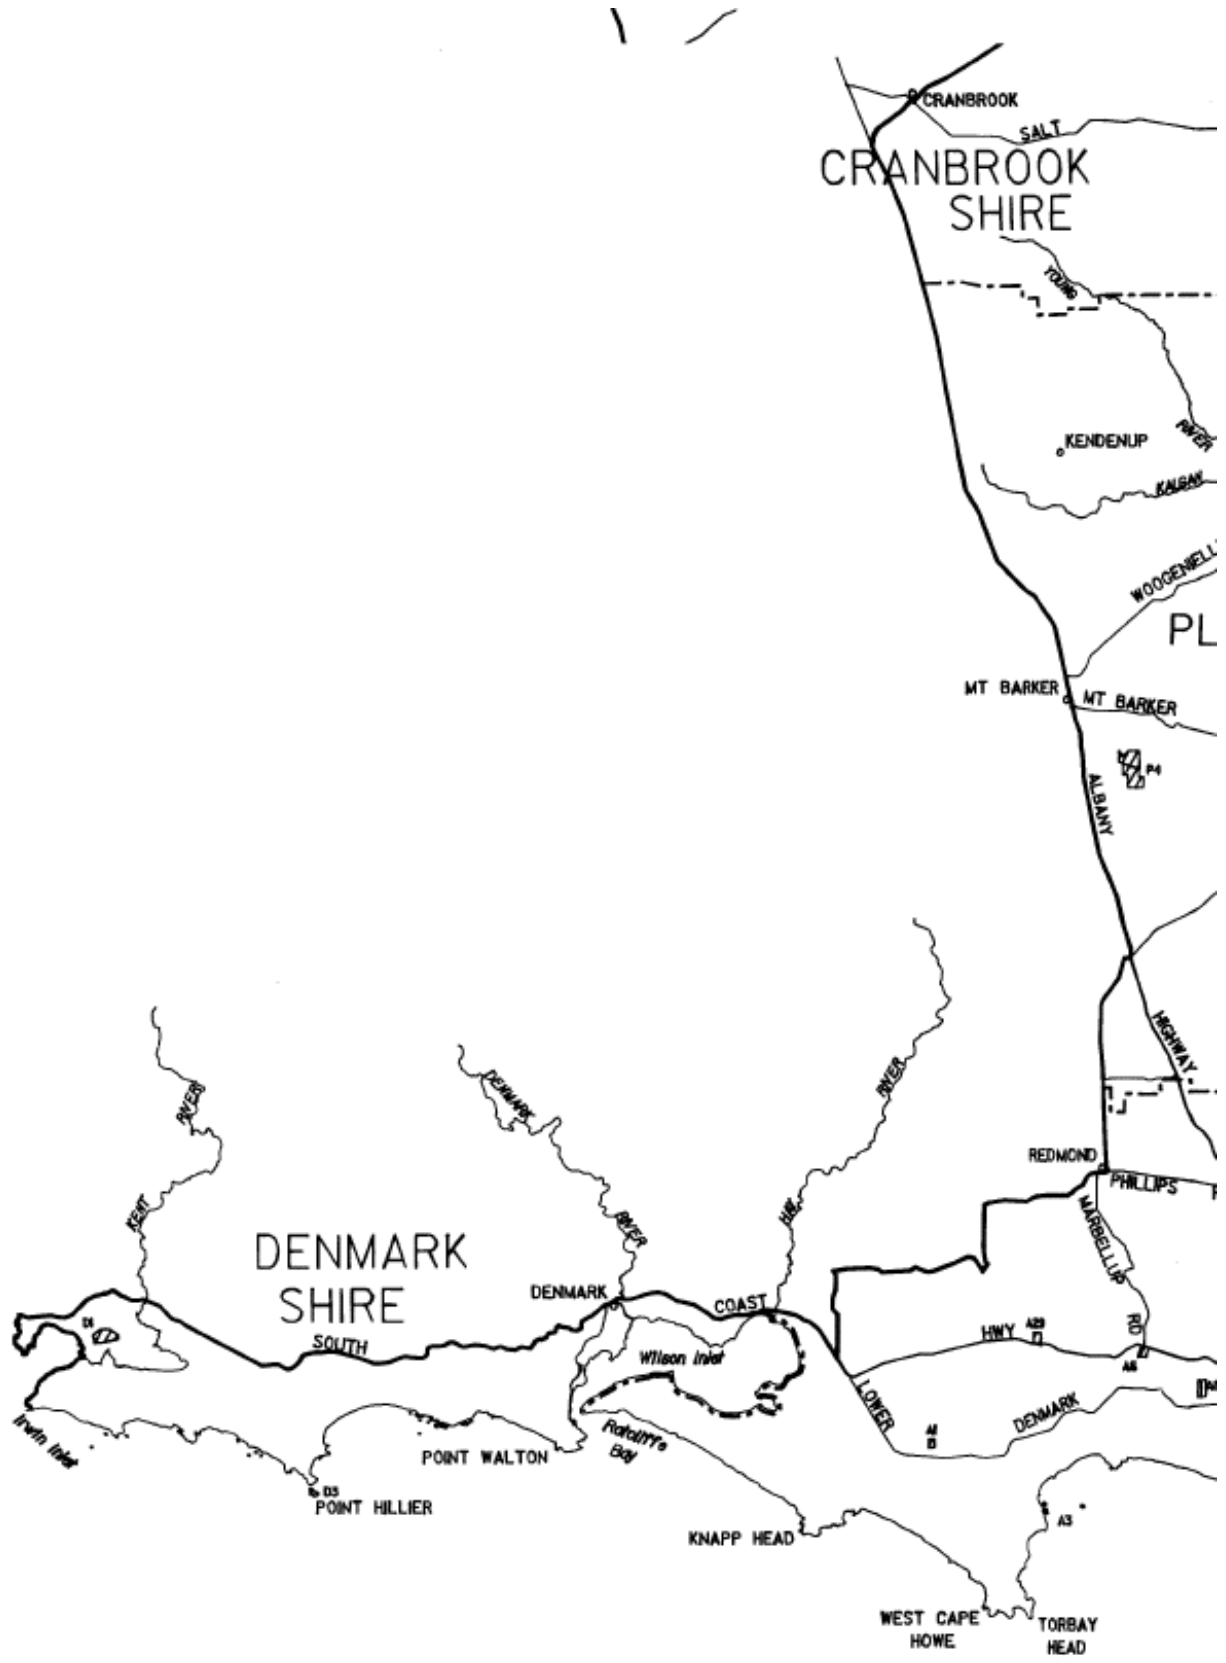 CRANBROOK
SALT
CRANBROOK
SHIRE
YOUNG
RIVER
KENDENUP
KALGAN
PL
MT BARKER
MT BARKER
P4
ALBANY
HIGHWAY
RIVER
DENMARK
RIVER
REDMOND
PHILLIPS
KENT
RIVER
HAY
MARBELLUP
RD
DENMARK
SHIRE
DENMARK
COAST
D1
SOUTH
HWY
A29
Wilson Inlet
LOWER
DENMARK
Irwin Inlet
POINT WALTON
Ratcliffe
Bay
D3
POINT HILLIER
KNAPP HEAD
A3
WEST CAPE
HOWE
TORBAY
HEAD